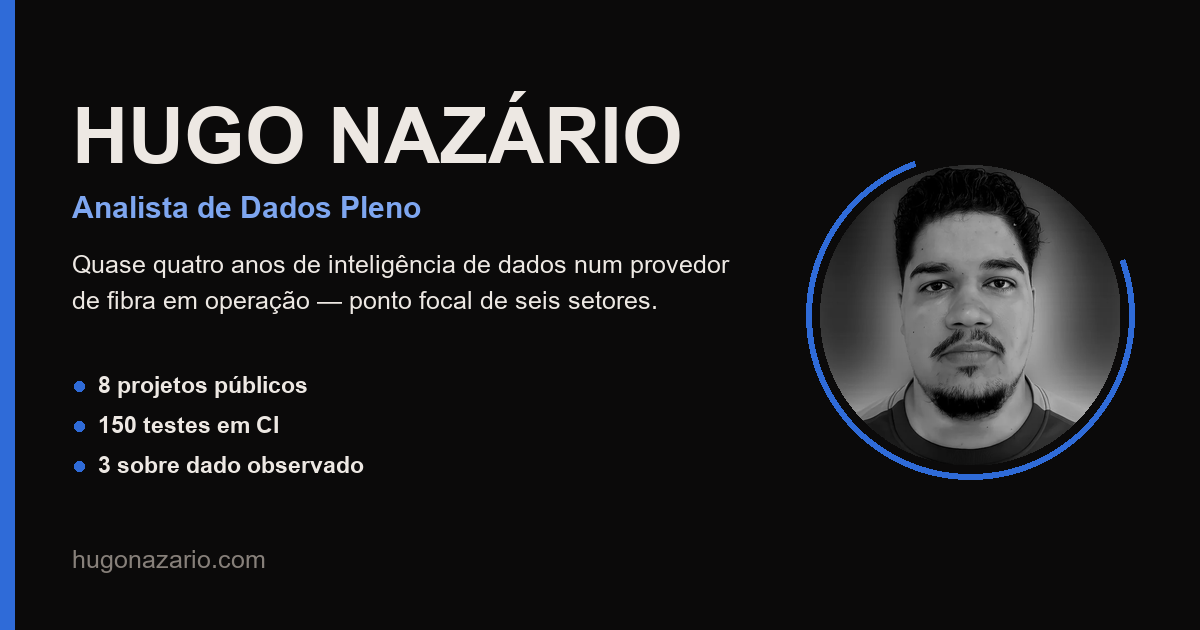 HUGO NAZÁRIO
Analista de Dados Pleno
Quase quatro anos de inteligência de dados num provedor
de fibra em operação — ponto focal de seis setores.
8 projetos públicos
150 testes em CI
3 sobre dado observado
hugonazario.com